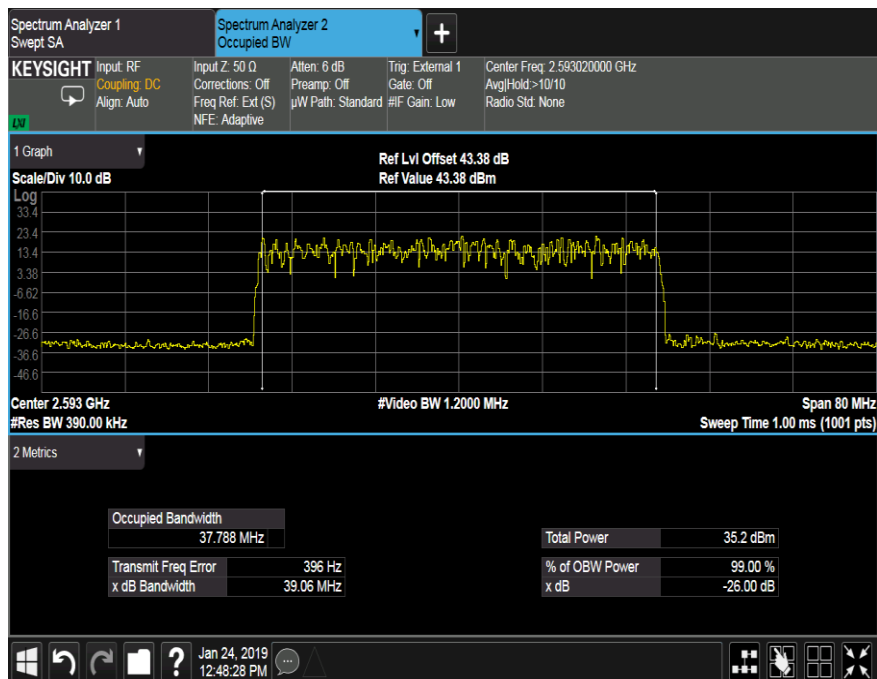 Spectrum Analyzer 1
Swept SA
Spectrum Analyzer 2
Occupied BW
KEYSIGHT
LXI
Input: RF
Coupling: DC
Align: Auto
Input Z: 50 Ω
Corrections: Off
Freq Ref: Ext (S)
NFE: Adaptive
Atten: 6 dB
Preamp: Off
µW Path: Standard
Trig: External 1
Gate: Off
#IF Gain: Low
Center Freq: 2.593020000 GHz
Avg|Hold:>10/10
Radio Std: None
1 Graph
Scale/Div 10.0 dB
Ref Lvl Offset 43.38 dB
Ref Value 43.38 dBm
Log
33.4
23.4
13.4
3.38
-6.62
-16.6
-26.6
-36.6
-46.6
Center 2.593 GHz
#Video BW 1.2000 MHz
Span 80 MHz
#Res BW 390.00 kHz
Sweep Time 1.00 ms (1001 pts)
2 Metrics
Occupied Bandwidth
37.788 MHz
Total Power 35.2 dBm
Transmit Freq Error 396 Hz
% of OBW Power 99.00 %
x dB Bandwidth 39.06 MHz
x dB -26.00 dB
?
Jan 24, 2019
12:48:28 PM